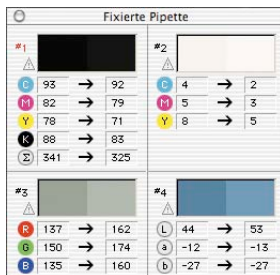 Fixierte Pipette
#1
C 93 → 92
M 82 → 79
Y 78 → 71
K 88 → 83
Σ 341 → 325
#2
C 4 → 2
M 5 → 3
Y 8 → 5
#3
R 137 → 162
G 150 → 174
B 135 → 160
#4
L 44 → 53
a -12 → -13
b -27 → -27